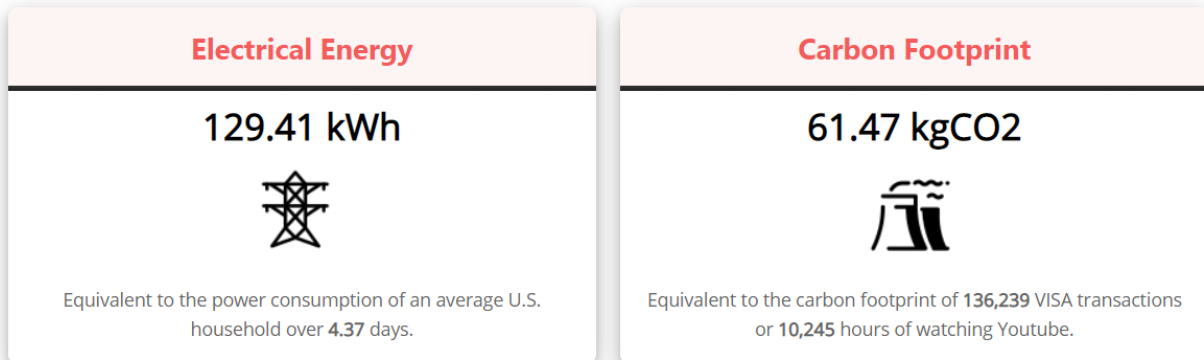 Electrical Energy
129.41 kWh
Equivalent to the power consumption of an average U.S.
household over 4.37 days.
Carbon Footprint
61.47 kgCO2
Equivalent to the carbon footprint of 136,239 VISA transactions
or 10,245 hours of watching Youtube.